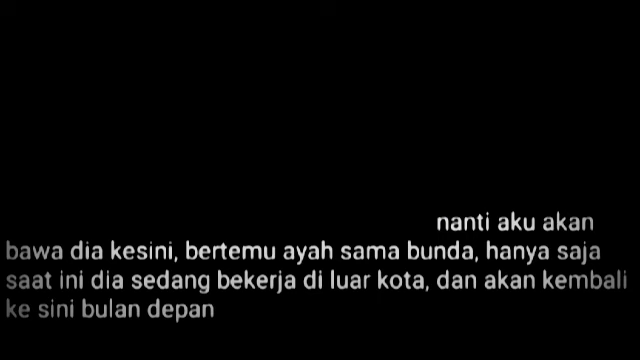 nanti aku akan
bawa dia kesini, bertemu ayah sama bunda, hanya saja
saat ini dia sedang bekerja di luar kota, dan akan kembali
ke sini bulan depan